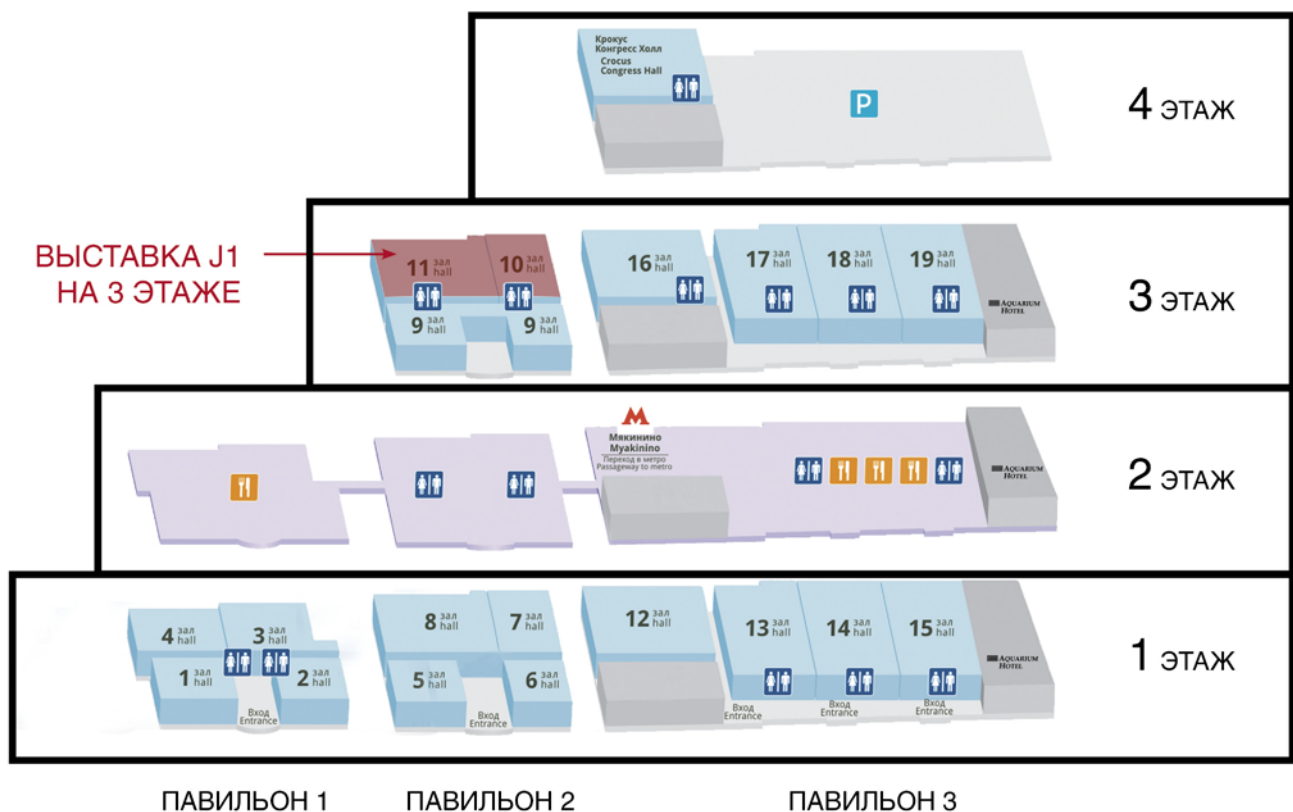 Крокус
Конгресс Холл
Crocus
Congress Hall
P
4 ЭТАЖ
ВЫСТАВКА J1
НА 3 ЭТАЖЕ
11 зал hall
10 зал hall
9 зал hall
9 зал hall
16 зал hall
17 зал hall
18 зал hall
19 зал hall
AQUARIUM
HOTEL
3 ЭТАЖ
М
Мякинино
Myakinino
Переход в метро
Passageway to metro
AQUARIUM
HOTEL
2 ЭТАЖ
4 зал hall
3 зал hall
1 зал hall
2 зал hall
Вход
Entrance
8 зал hall
7 зал hall
5 зал hall
6 зал hall
Вход
Entrance
12 зал hall
13 зал hall
14 зал hall
15 зал hall
Вход
Entrance
Вход
Entrance
Вход
Entrance
AQUARIUM
HOTEL
1 ЭТАЖ
ПАВИЛЬОН 1
ПАВИЛЬОН 2
ПАВИЛЬОН 3